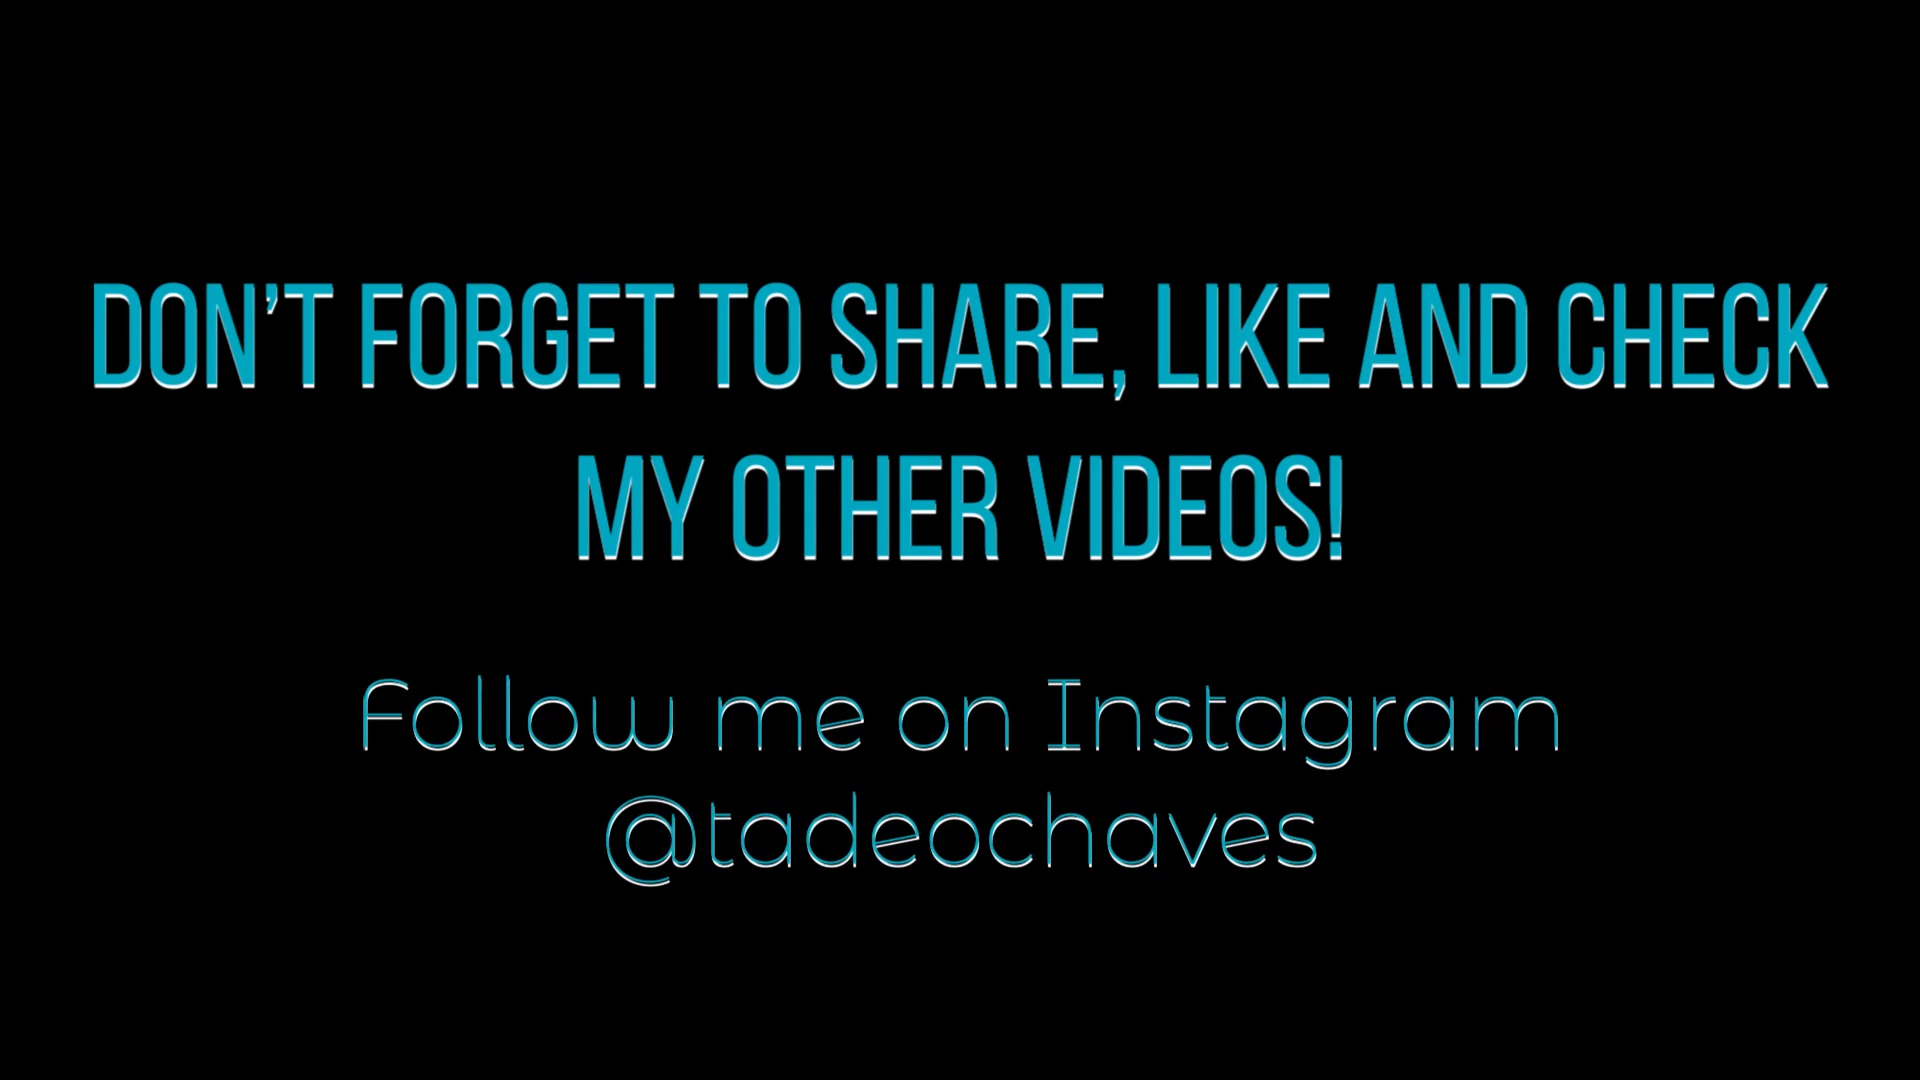 DON'T FORGET TO SHARE, LIKE AND CHECK
MY OTHER VIDEOS!
Follow me on Instagram
@tadeochaves